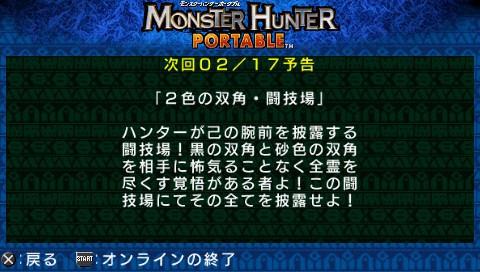 モンスターハンターポータブル
MONSTER HUNTER
PORTABLE™
次回０２／１７予告
「２色の双角・闘技場」
ハンターが己の腕前を披露する
闘技場！黒の双角と砂色の双角
を相手に怖気ることなく全霊を
尽くす覚悟がある者よ！この闘
技場にてその全てを披露せよ！
:戻る START:オンラインの終了